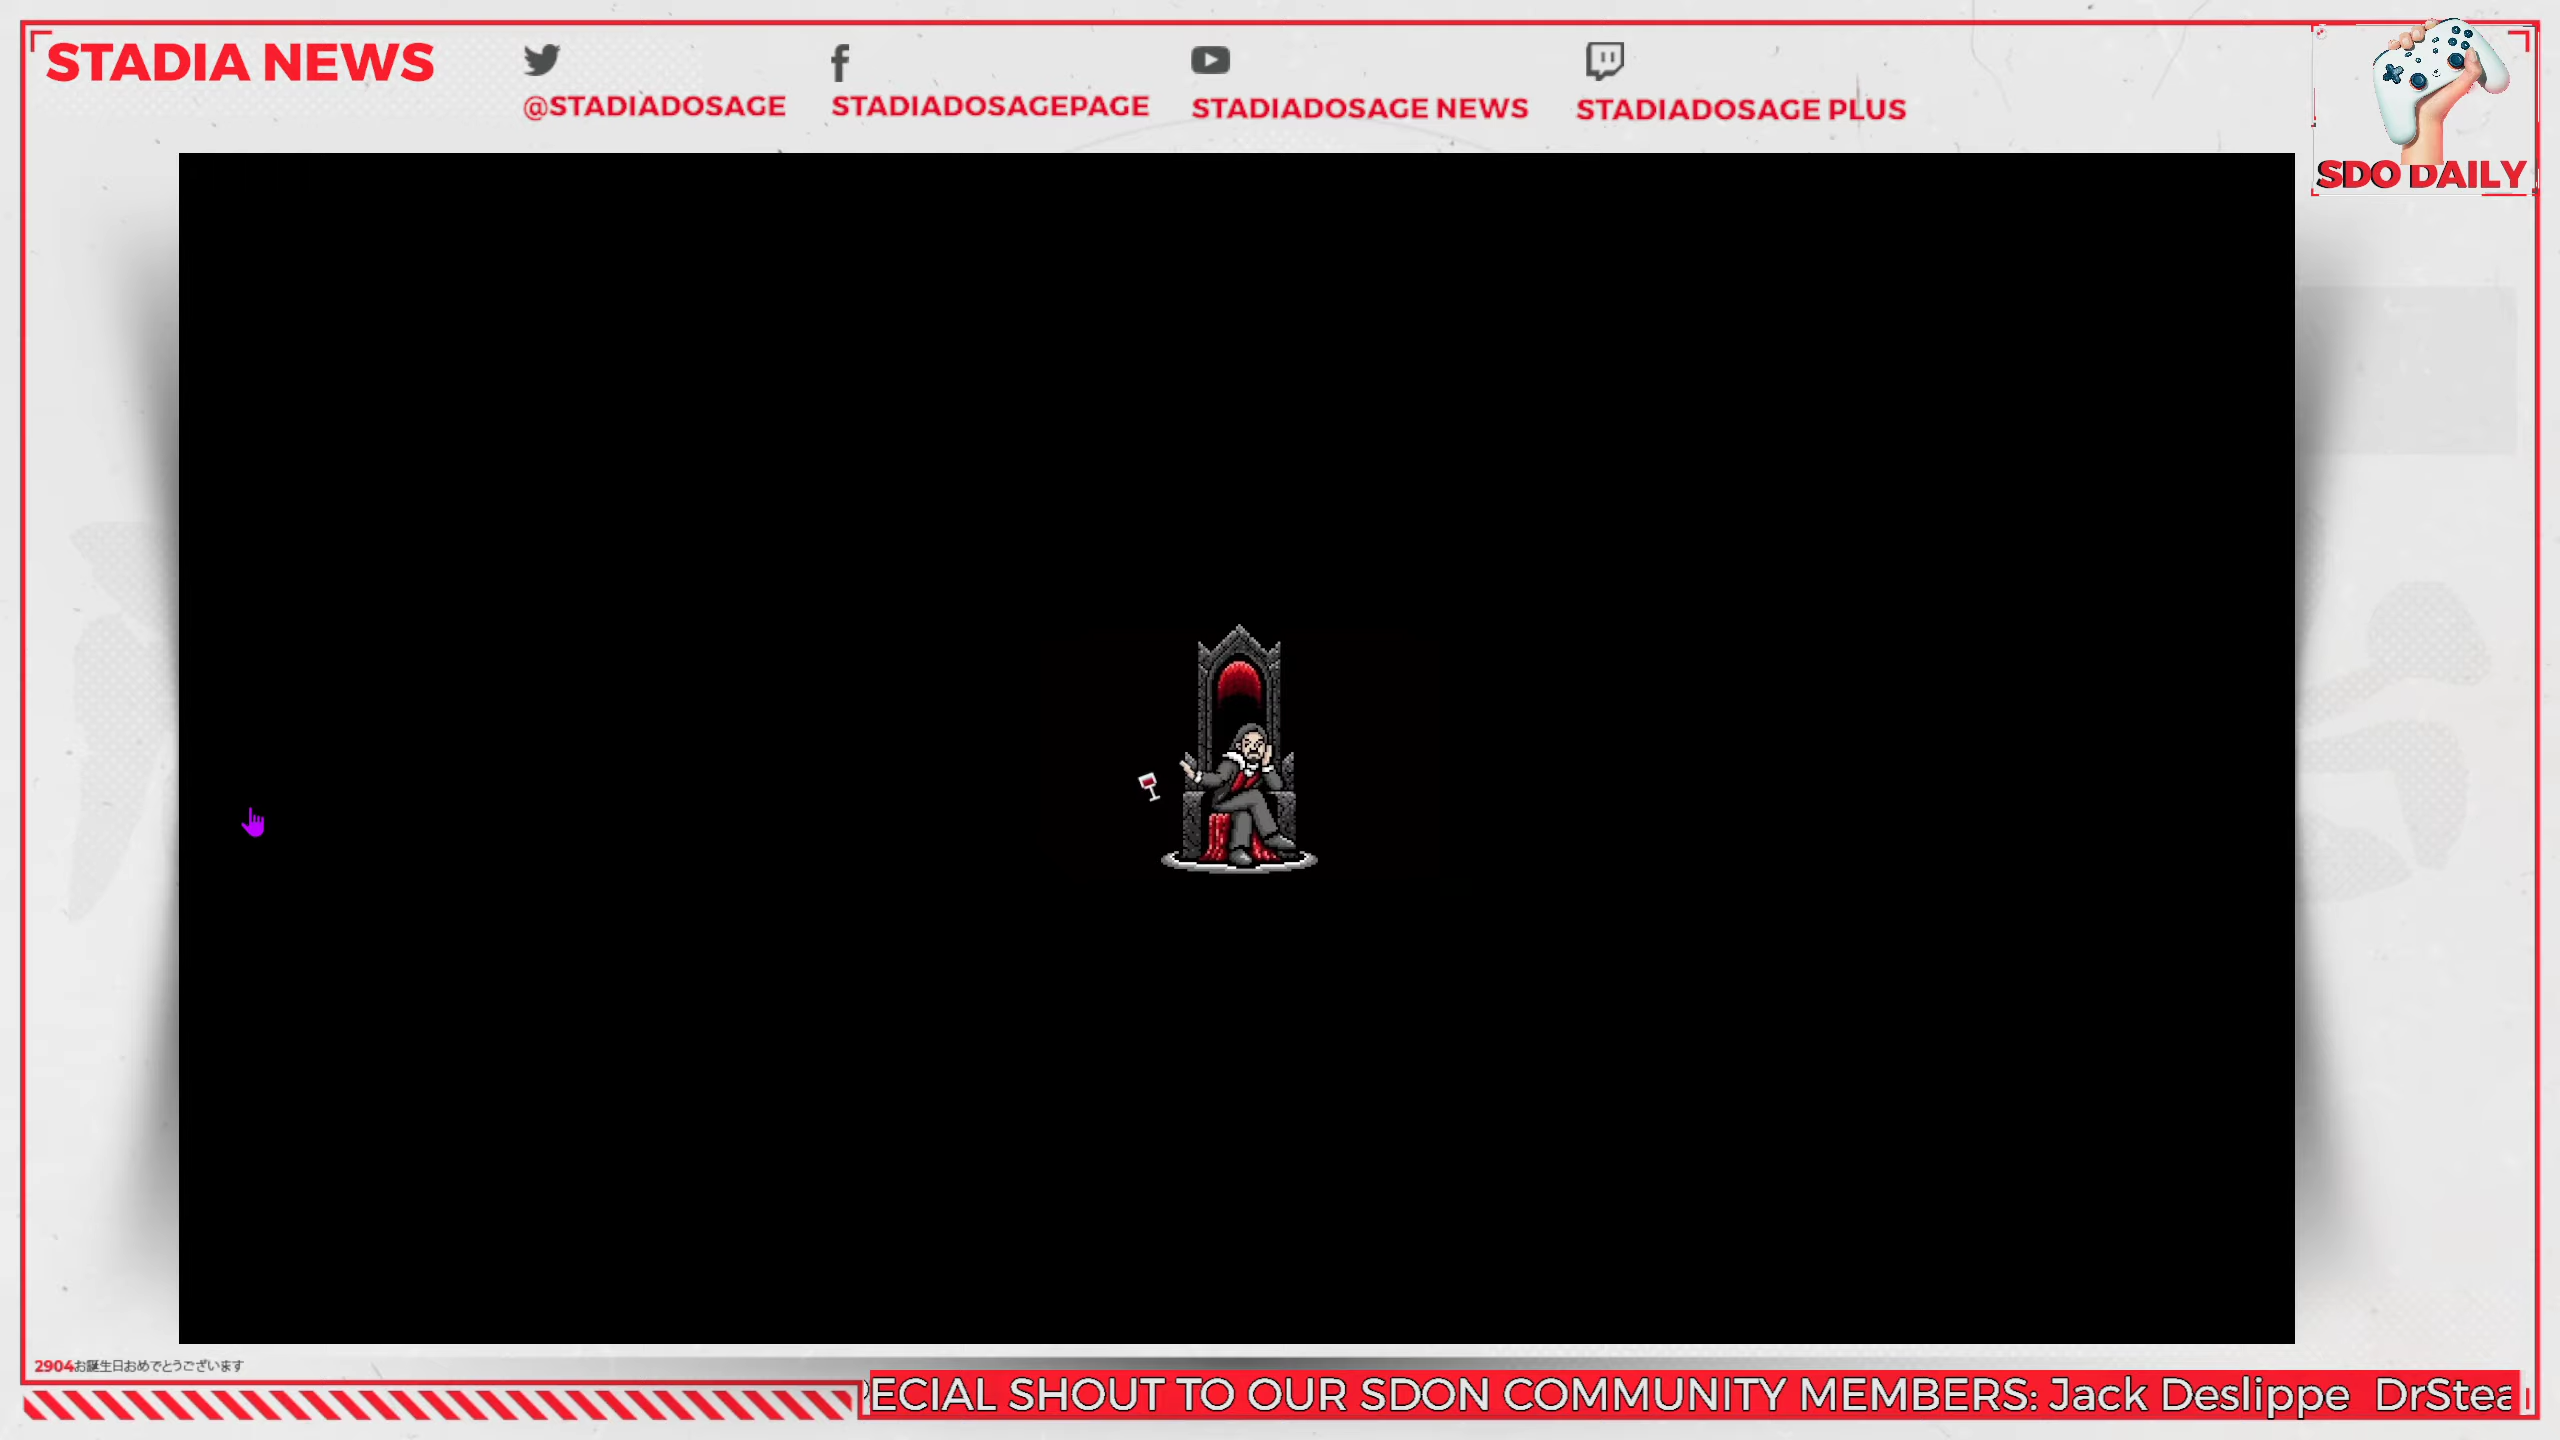 STADIA NEWS
@STADIADOSAGE
STADIADOSAGEPAGE
STADIADOSAGE NEWS
STADIADOSAGE PLUS
SDO DAILY
2904お誕生日おめでとうございます
ECIAL SHOUT TO OUR SDON COMMUNITY MEMBERS: Jack Deslippe DrStea